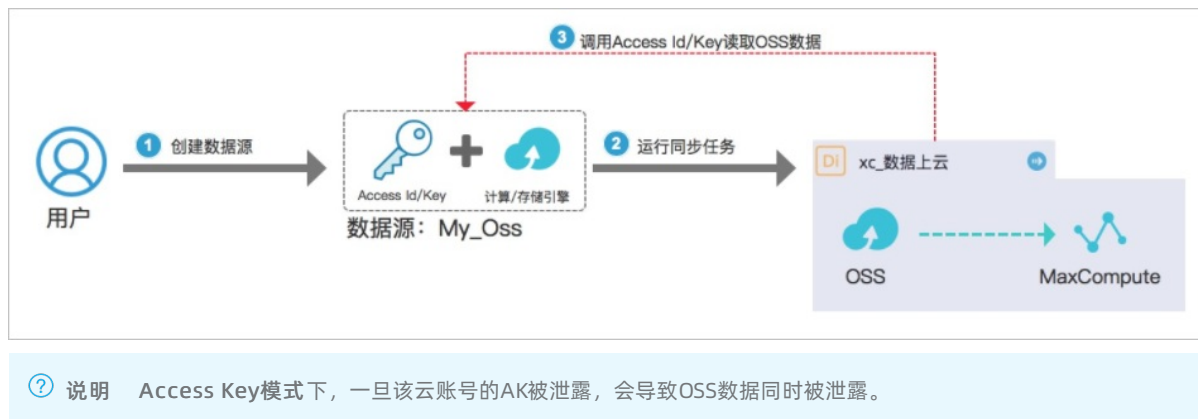 3 调用Access Id/Key读取OSS数据
1 创建数据源
2 运行同步任务
Di xc_数据上云
Access Id/Key
计算/存储引擎
用户
数据源：My_Oss
OSS
MaxCompute
说明 Access Key模式下，一旦该云账号的AK被泄露，会导致OSS数据同时被泄露。